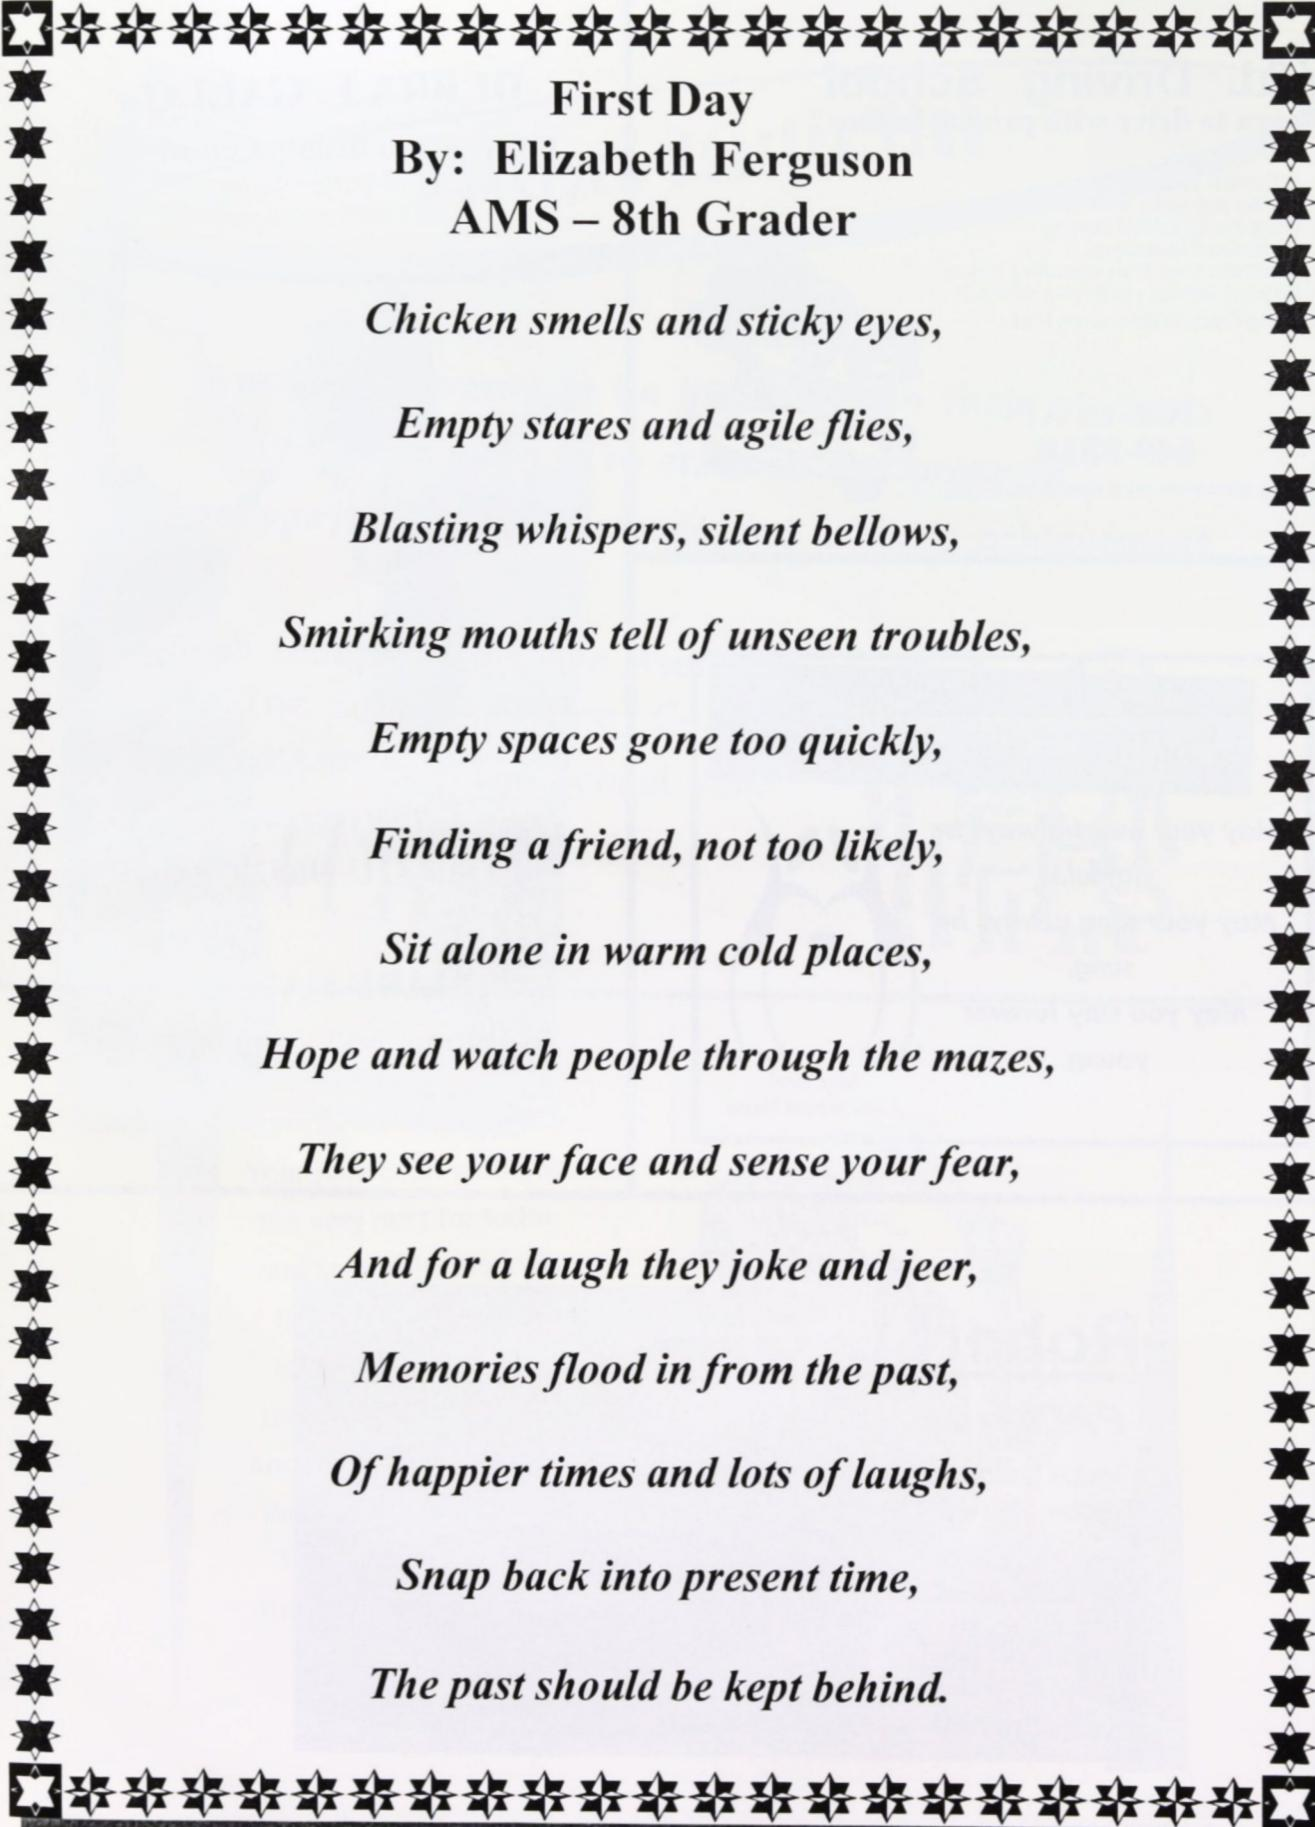 First Day
By: Elizabeth Ferguson
AMS – 8th Grader
Chicken smells and sticky eyes,
Empty stares and agile flies,
Blasting whispers, silent bellows,
Smirking mouths tell of unseen troubles,
Empty spaces gone too quickly,
Finding a friend, not too likely,
Sit alone in warm cold places,
Hope and watch people through the mazes,
They see your face and sense your fear,
And for a laugh they joke and jeer,
Memories flood in from the past,
Of happier times and lots of laughs,
Snap back into present time,
The past should be kept behind.